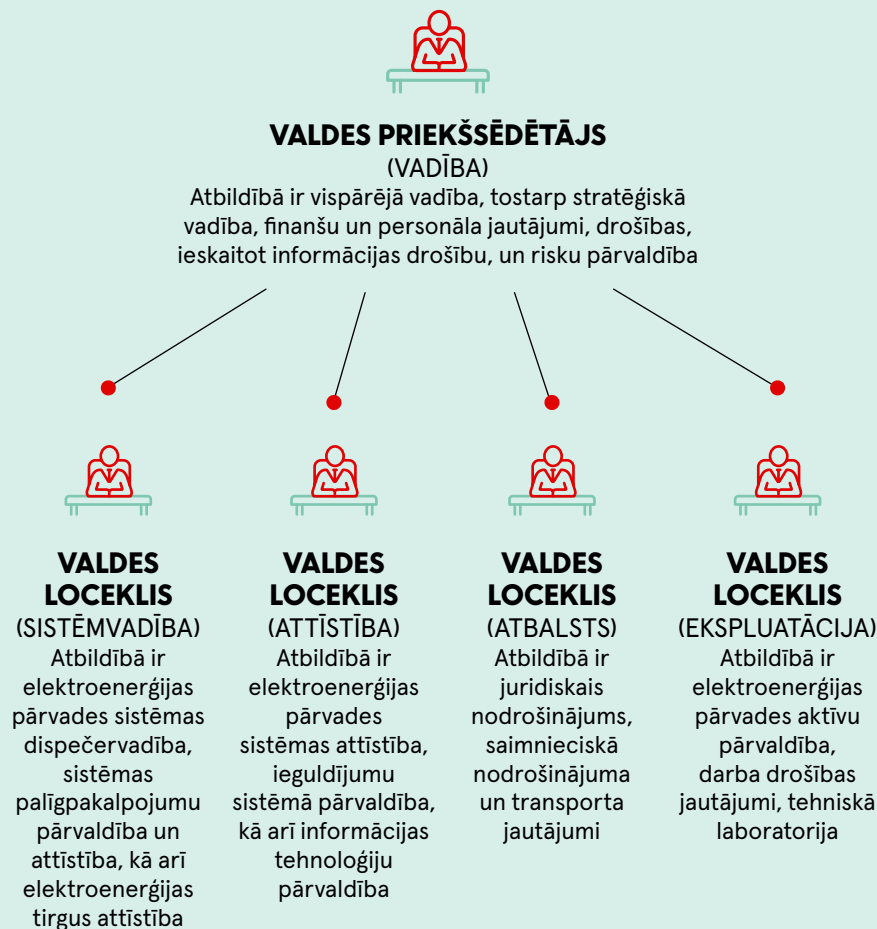 VALDES PRIEKŠSĒDĒTĀJS
(VADĪBA)
Atbildībā ir vispārējā vadība, tostarp stratēģiskā
vadība, finanšu un personāla jautājumi, drošības,
ieskaitot informācijas drošību, un risku pārvaldība
VALDES
LOCEKLIS
(SISTĒMVADĪBA)
Atbildībā ir
elektroenerģijas
pārvades sistēmas
dispečervadība,
sistēmas
palīgpakalpojumu
pārvaldība un
attīstība, kā arī
elektroenerģijas
tirgus attīstība
VALDES
LOCEKLIS
(ATTĪSTĪBA)
Atbildībā ir
elektroenerģijas
pārvades
sistēmas attīstība,
ieguldījumu
sistēmā pārvaldība,
kā arī informācijas
tehnoloģiju
pārvaldība
VALDES
LOCEKLIS
(ATBALSTS)
Atbildībā ir
juridiskais
nodrošinājums,
saimnieciskā
nodrošinājuma
un transporta
jautājumi
VALDES
LOCEKLIS
(EKSPLUATĀCIJA)
Atbildībā ir
elektroenerģijas
pārvades aktīvu
pārvaldība,
darba drošības
jautājumi, tehniskā
laboratorija